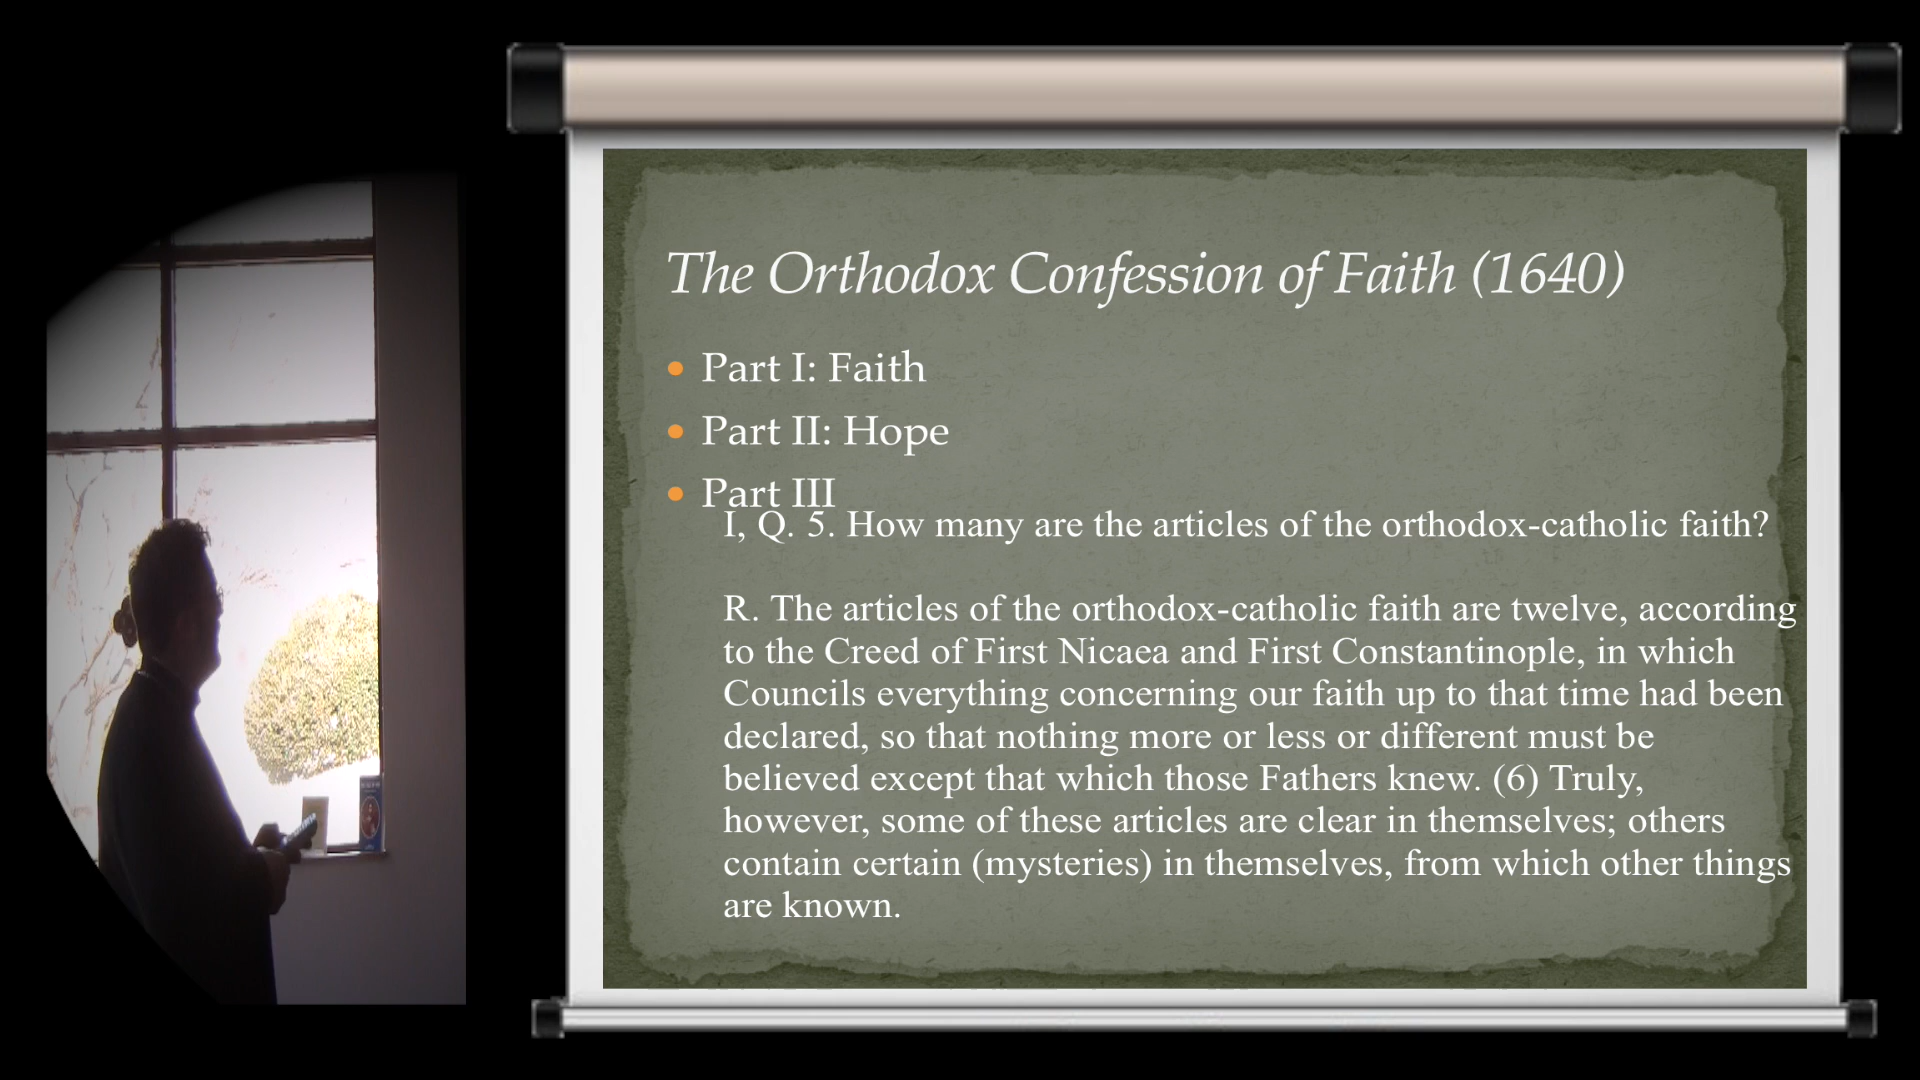 The Orthodox Confession of Faith (1640)
• Part I: Faith
• Part II: Hope
• Part III
I, Q. 5. How many are the articles of the orthodox-catholic faith?
R. The articles of the orthodox-catholic faith are twelve, according
to the Creed of First Nicaea and First Constantinople, in which
Councils everything concerning our faith up to that time had been
declared, so that nothing more or less or different must be
believed except that which those Fathers knew. (6) Truly,
however, some of these articles are clear in themselves; others
contain certain (mysteries) in themselves, from which other things
are known.